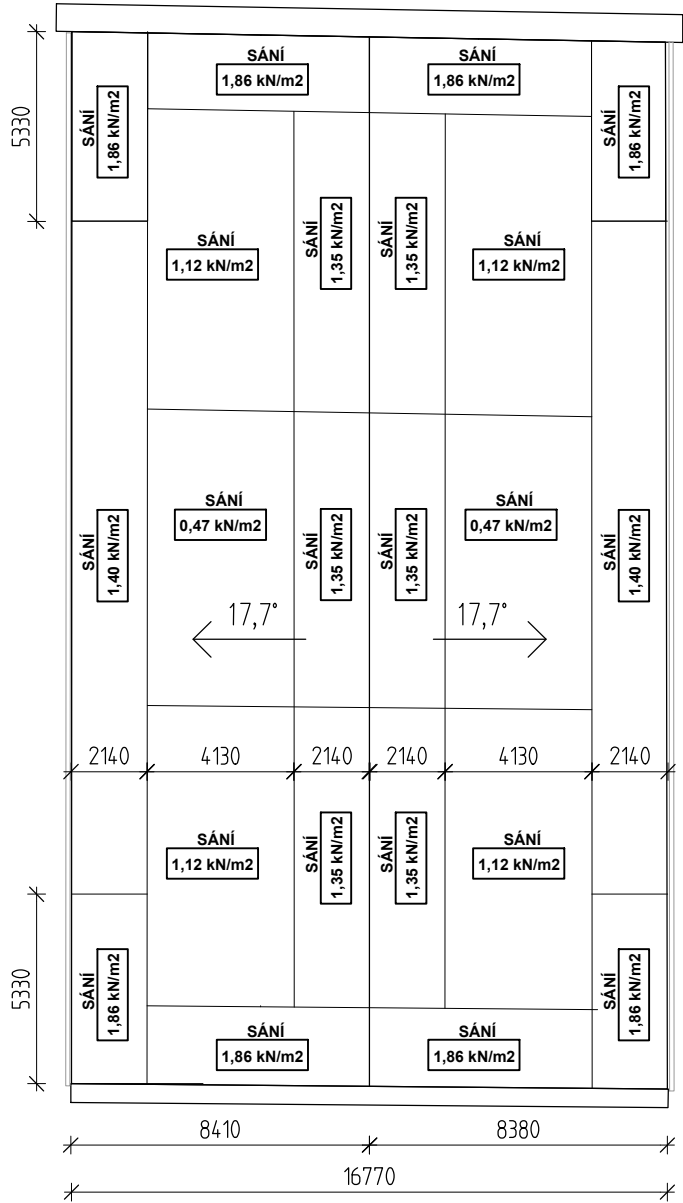 SÁNÍ
1,86 kN/m2
SÁNÍ
1,86 kN/m2
SÁNÍ
1,86 kN/m2
SÁNÍ
1,86 kN/m2
5330
SÁNÍ
1,12 kN/m2
SÁNÍ
1,35 kN/m2
SÁNÍ
1,35 kN/m2
SÁNÍ
1,12 kN/m2
SÁNÍ
1,40 kN/m2
SÁNÍ
0,47 kN/m2
SÁNÍ
1,35 kN/m2
SÁNÍ
1,35 kN/m2
SÁNÍ
0,47 kN/m2
SÁNÍ
1,40 kN/m2
17,7°
17,7°
2140
4130
2140
2140
4130
2140
SÁNÍ
1,12 kN/m2
SÁNÍ
1,35 kN/m2
SÁNÍ
1,35 kN/m2
SÁNÍ
1,12 kN/m2
5330
SÁNÍ
1,86 kN/m2
SÁNÍ
1,86 kN/m2
SÁNÍ
1,86 kN/m2
SÁNÍ
1,86 kN/m2
8410
8380
16770